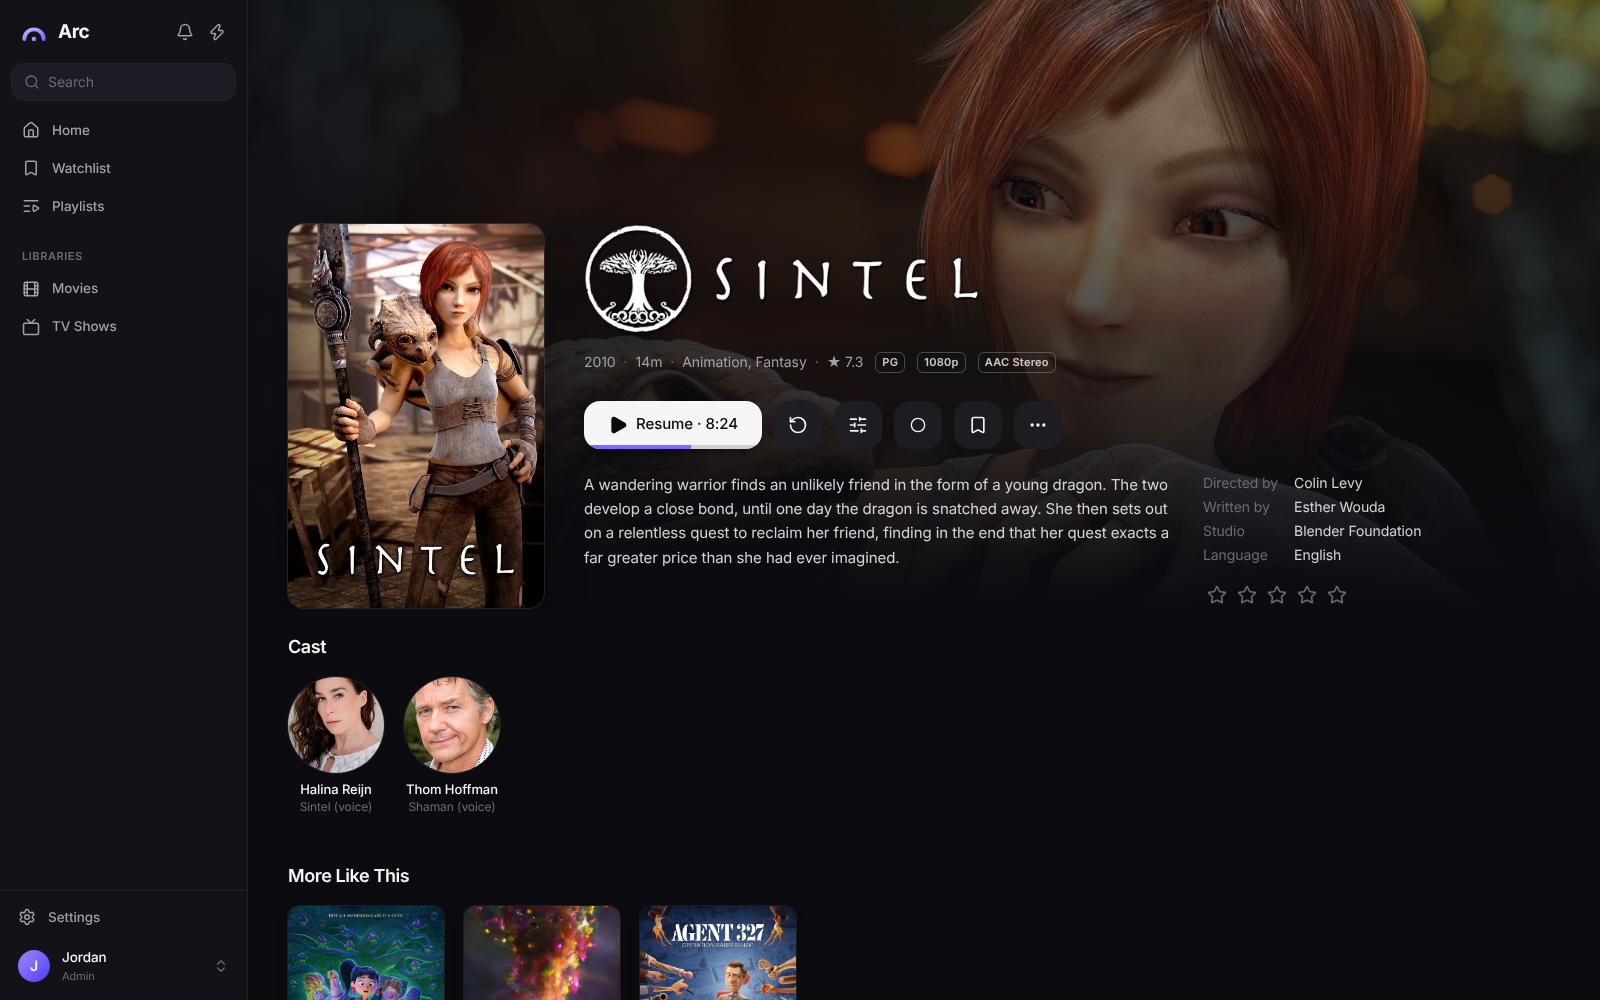 Arc
Search
Home
Watchlist
Playlists
LIBRARIES
Movies
TV Shows
Settings
J
Jordan
Admin
SINTEL
SINTEL
2010 · 14m · Animation, Fantasy · ★ 7.3 PG 1080p AAC Stereo
Resume · 8:24
A wandering warrior finds an unlikely friend in the form of a young dragon. The two
develop a close bond, until one day the dragon is snatched away. She then sets out
on a relentless quest to reclaim her friend, finding in the end that her quest exacts a
far greater price than she had ever imagined.
Directed by Colin Levy
Written by Esther Wouda
Studio Blender Foundation
Language English
Cast
Halina Reijn
Sintel (voice)
Thom Hoffman
Shaman (voice)
More Like This
AGENT 327
OPERATION BARBERSHOP